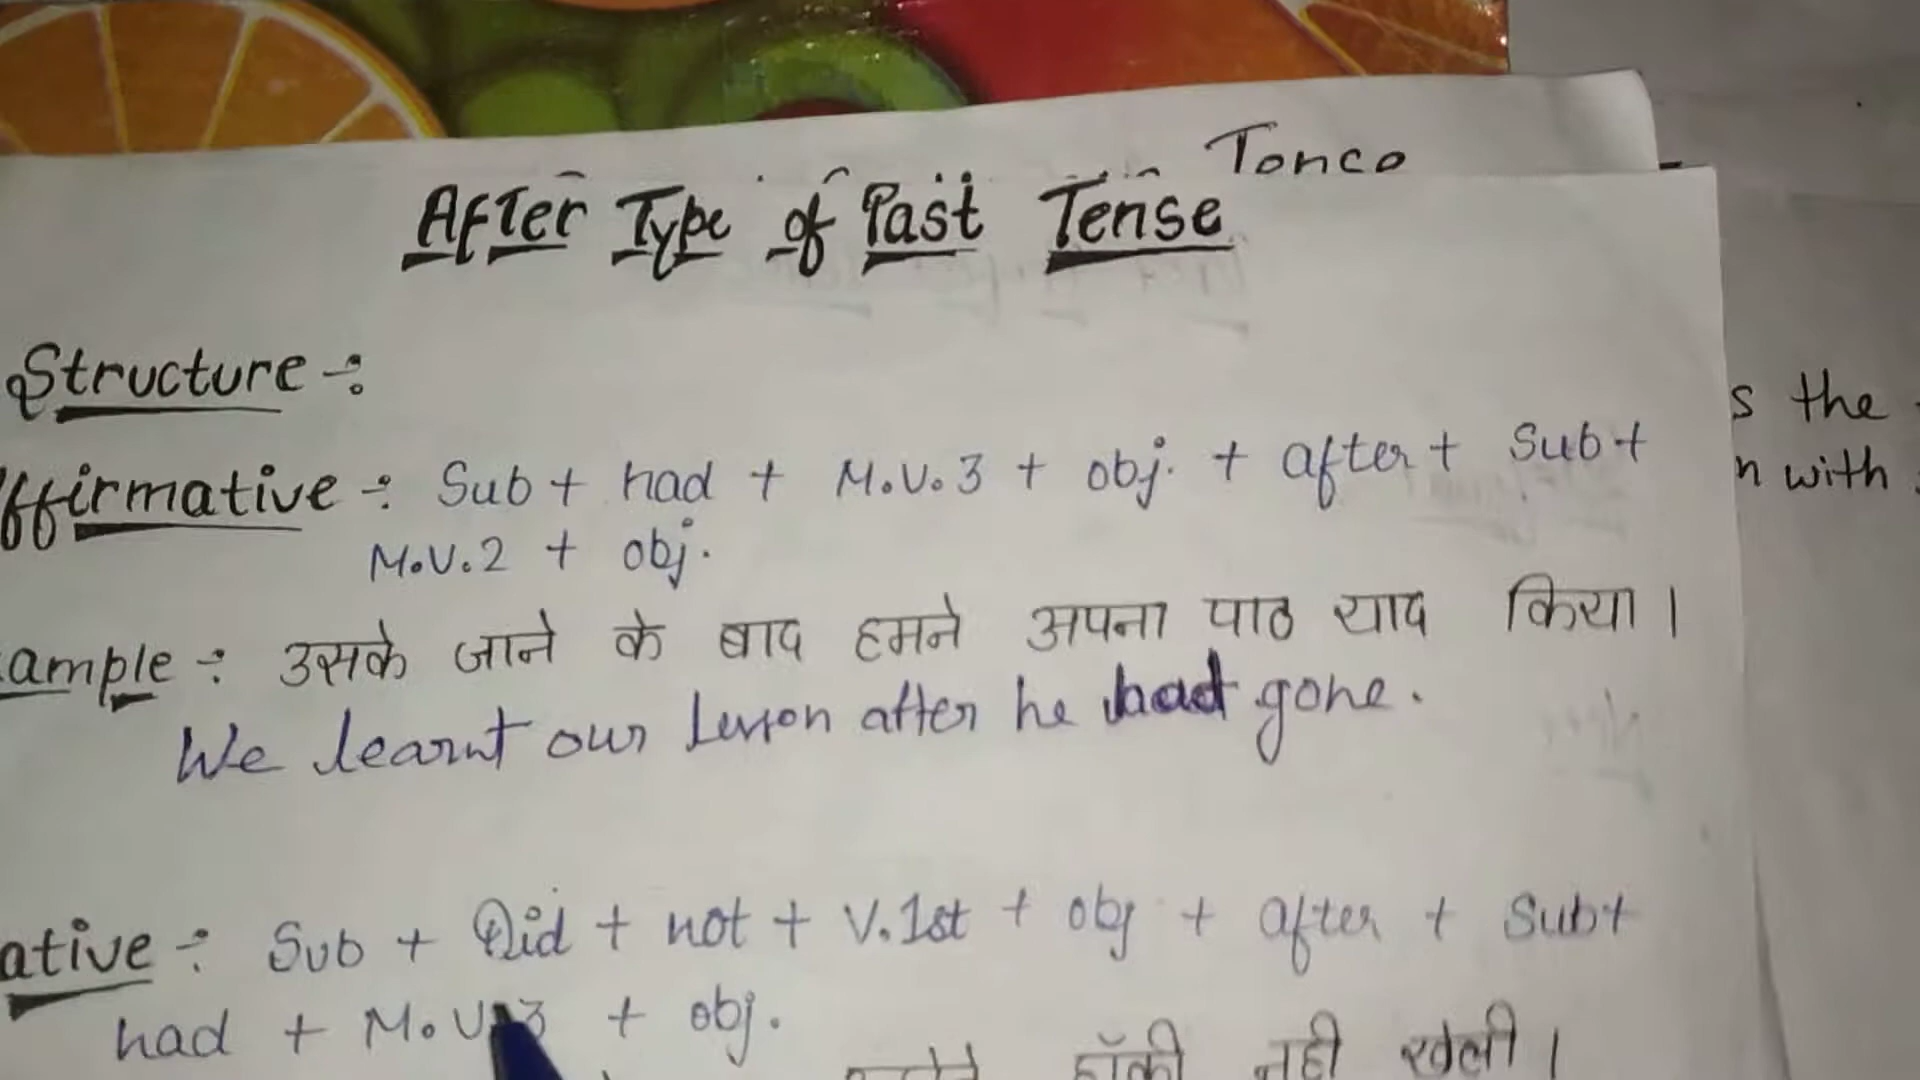 Tence
After Type of Past Tense
Structure -:
ffirmative -: Sub + had + M.V.3 + obj. + after + Sub +
M.V.2 + obj.
s the
n with
ample -: उसके जाने के बाद हमने अपना पाठ याद किया ।
We learnt our lesson after he had gone.
ative -: Sub + Did + not + V.1st + obj + after + Sub +
had + M.V.3 + obj.
हॉकी नही खेली ।